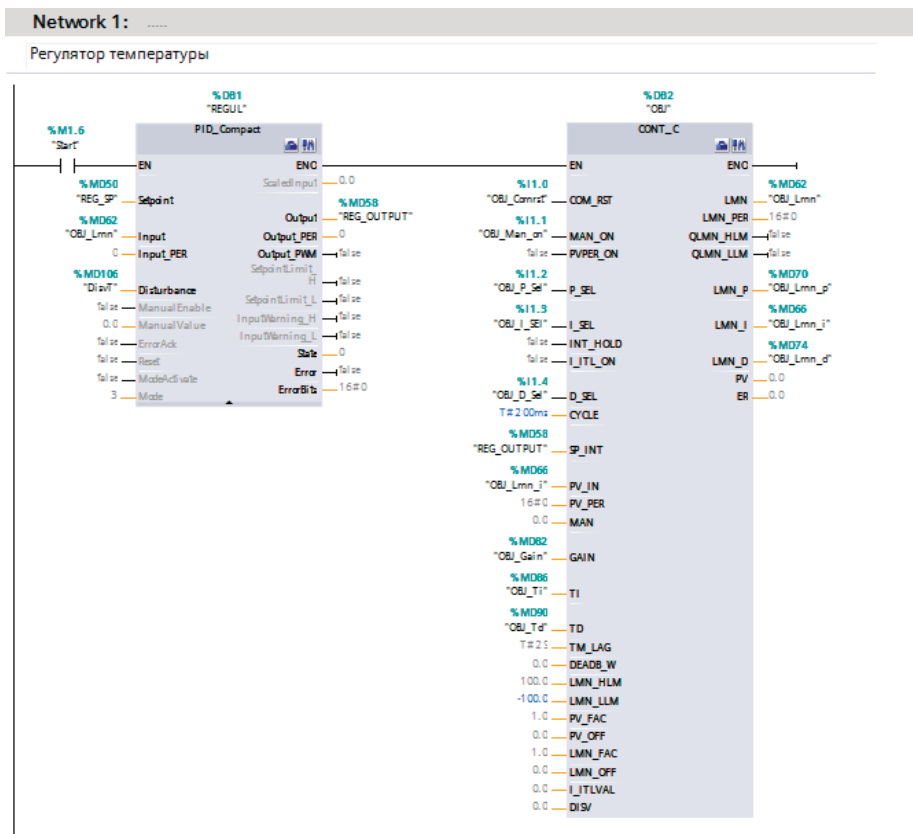 Network 1: .....
Регулятор температуры
%DB1
"REGUL"
%M1.6
"Start"
PID_Compact
EN
ENO
ScaledInput
0.0
%MD50
"REG_SP"
Setpoint
%MD58
Output
"REG_OUTPUT"
%MD62
"OBJ_Lmn"
Input
Output_PER
0
0
Input_PER
Output_PWM
false
SetpointLimit_
H
false
%MD106
"DisvT"
Disturbance
SetpointLimit_L
false
false
ManualEnable
InputWarning_H
false
0.0
ManualValue
InputWarning_L
false
false
ErrorAck
State
0
false
Reset
Error
false
false
ModeActivate
ErrorBits
16#0
3
Mode
%DB2
"OBJ"
CONT_C
EN
ENO
%I1.0
"OBJ_Comrst"
COM_RST
%MD62
LMN
"OBJ_Lmn"
LMN_PER
16#0
%I1.1
"OBJ_Man_on"
MAN_ON
QLMN_HLM
false
false
PVPER_ON
QLMN_LLM
false
%I1.2
"OBJ_P_Sel"
P_SEL
%MD70
LMN_P
"OBJ_Lmn_p"
%I1.3
"OBJ_I_SEl"
I_SEL
%MD66
LMN_I
"OBJ_Lmn_i"
false
INT_HOLD
false
I_ITL_ON
%MD74
LMN_D
"OBJ_Lmn_d"
PV
0.0
%I1.4
"OBJ_D_Sel"
D_SEL
ER
0.0
T#200ms
CYCLE
%MD58
"REG_OUTPUT"
SP_INT
%MD66
"OBJ_Lmn_i"
PV_IN
16#0
PV_PER
0.0
MAN
%MD82
"OBJ_Gain"
GAIN
%MD86
"OBJ_Ti"
TI
%MD90
"OBJ_Td"
TD
T#2S
TM_LAG
0.0
DEADB_W
100.0
LMN_HLM
-100.0
LMN_LLM
1.0
PV_FAC
0.0
PV_OFF
1.0
LMN_FAC
0.0
LMN_OFF
0.0
I_ITLVAL
0.0
DISV